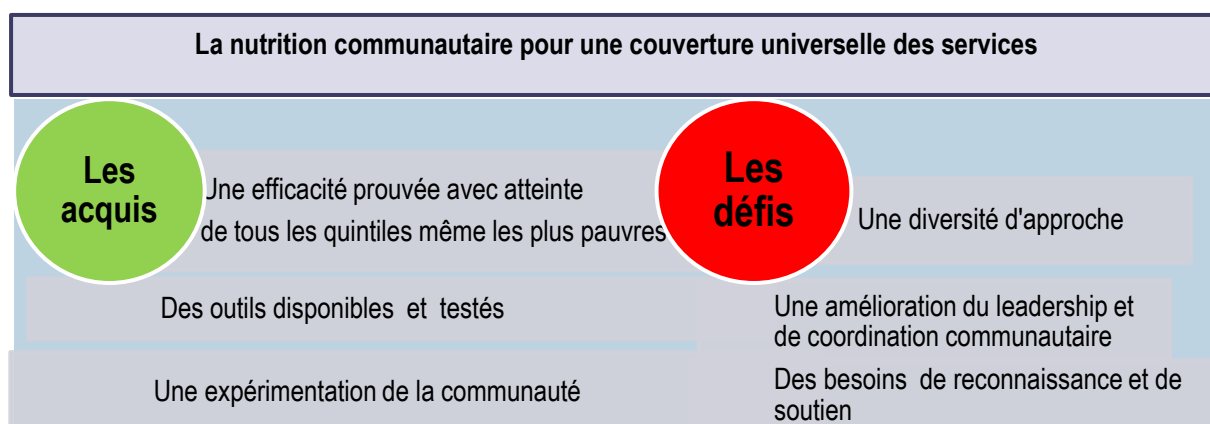 La nutrition communautaire pour une couverture universelle des services
Les
acquis
Une efficacité prouvée avec atteinte
de tous les quintiles même les plus pauvres
Des outils disponibles et testés
Une expérimentation de la communauté
Les
défis
Une diversité d'approche
Une amélioration du leadership et
de coordination communautaire
Des besoins de reconnaissance et de
soutien